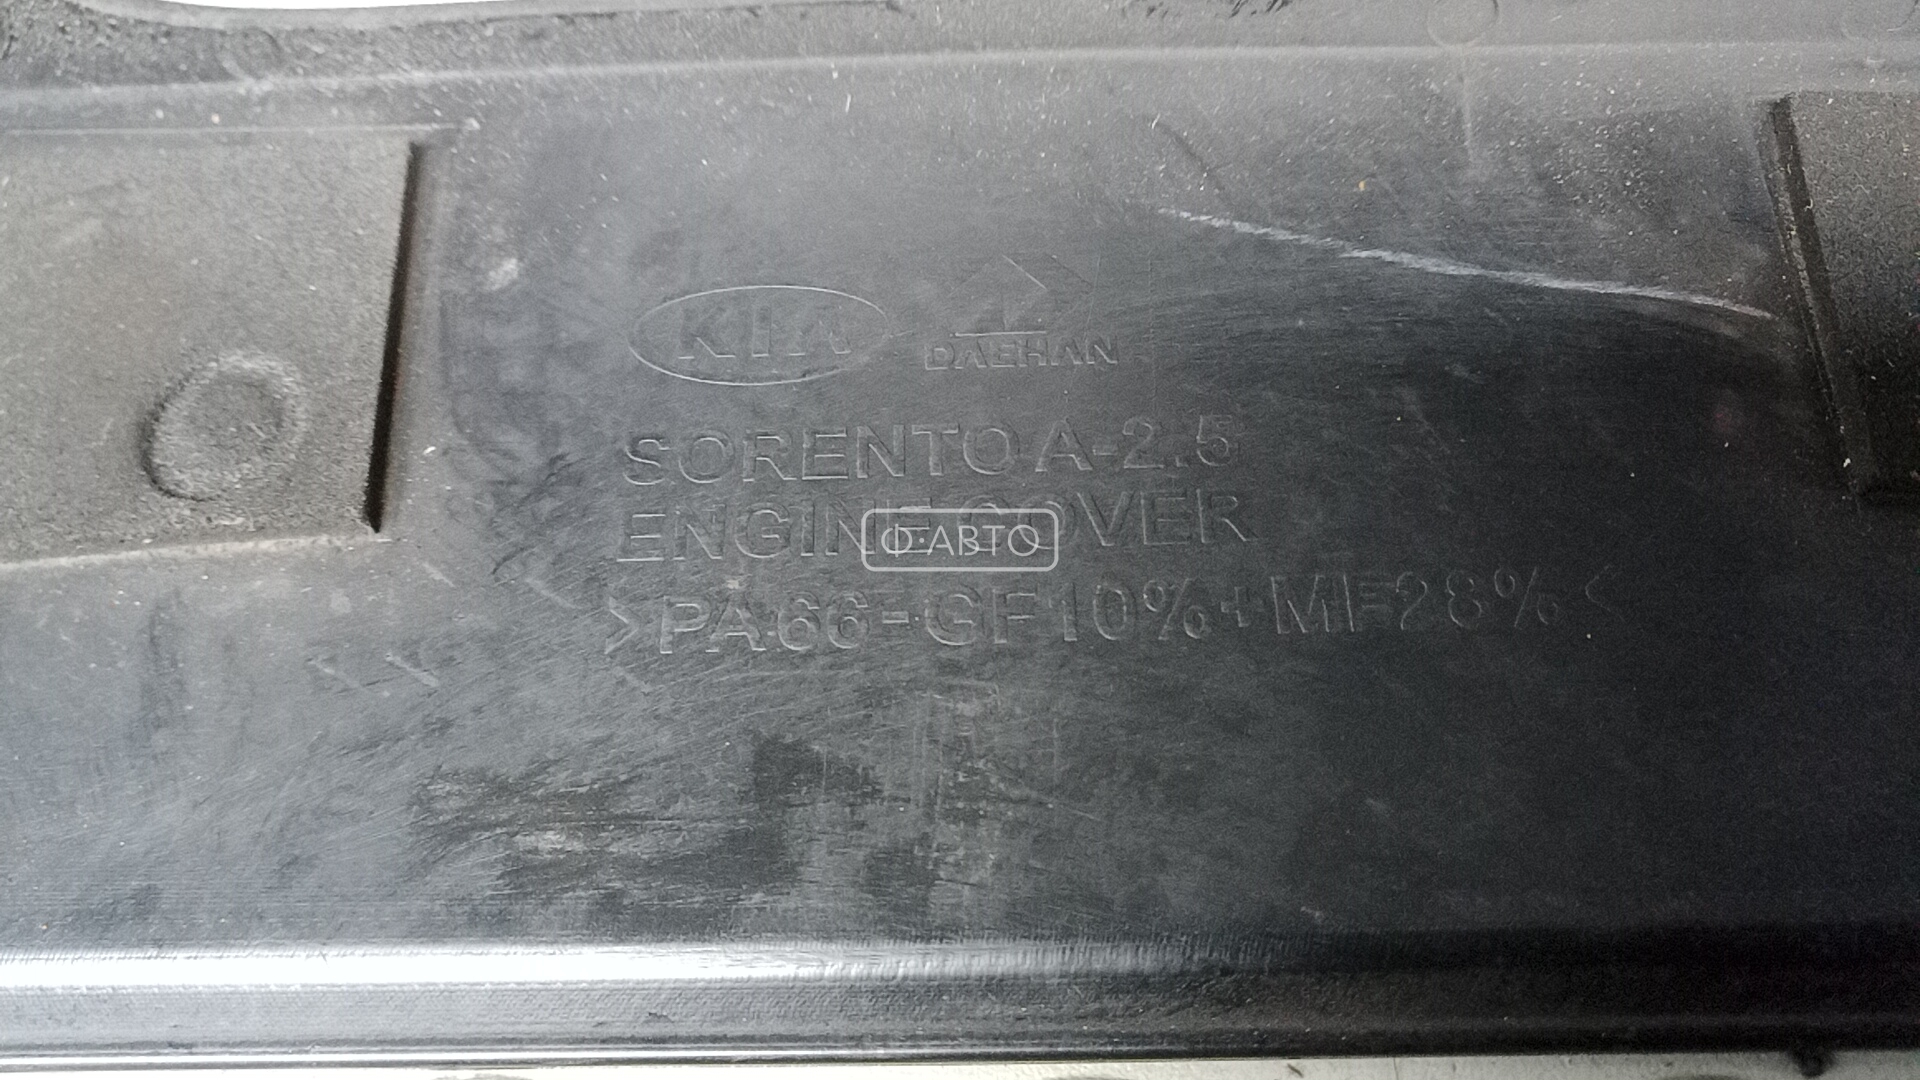 KIA DAEHAN
SORENTO A-2.5
ENGINE COVER
Ф·АВТО
>PA66-GF10%+MF28%<